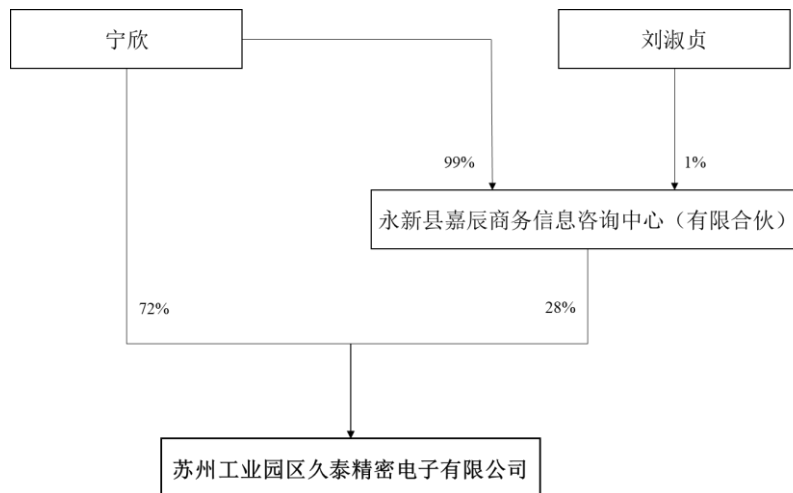 宁欣
刘淑贞
99%
1%
永新县嘉辰商务信息咨询中心（有限合伙）
72%
28%
苏州工业园区久泰精密电子有限公司